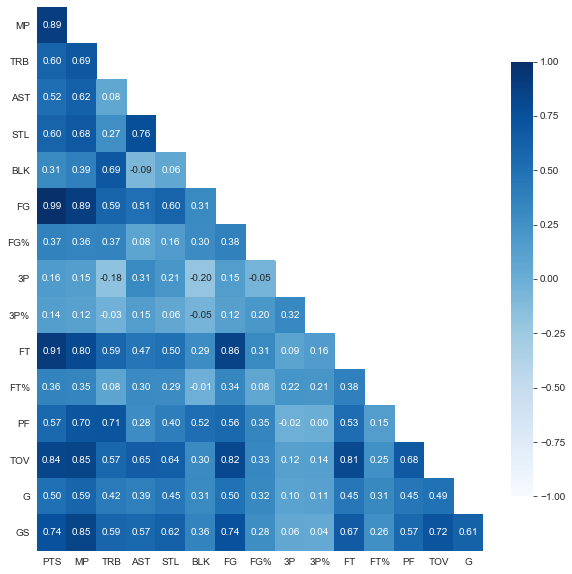 MP 0.89
TRB 0.60 0.69
1.00
AST 0.52 0.62 0.08
0.75
STL 0.60 0.68 0.27 0.76
BLK 0.31 0.39 0.69 -0.09 0.06
0.50
FG 0.99 0.89 0.59 0.51 0.60 0.31
0.25
FG% 0.37 0.36 0.37 0.08 0.16 0.30 0.38
3P 0.16 0.15 -0.18 0.31 0.21 -0.20 0.15 -0.05
0.00
3P% 0.14 0.12 -0.03 0.15 0.06 -0.05 0.12 0.20 0.32
−0.25
FT 0.91 0.80 0.59 0.47 0.50 0.29 0.86 0.31 0.09 0.16
FT% 0.36 0.35 0.08 0.30 0.29 -0.01 0.34 0.08 0.22 0.21 0.38
−0.50
PF 0.57 0.70 0.71 0.28 0.40 0.52 0.56 0.35 -0.02 0.00 0.53 0.15
−0.75
TOV 0.84 0.85 0.57 0.65 0.64 0.30 0.82 0.33 0.12 0.14 0.81 0.25 0.68
G 0.50 0.59 0.42 0.39 0.45 0.31 0.50 0.32 0.10 0.11 0.45 0.31 0.45 0.49
−1.00
GS 0.74 0.85 0.59 0.57 0.62 0.36 0.74 0.28 0.06 0.04 0.67 0.26 0.57 0.72 0.61
PTS MP TRB AST STL BLK FG FG% 3P 3P% FT FT% PF TOV G